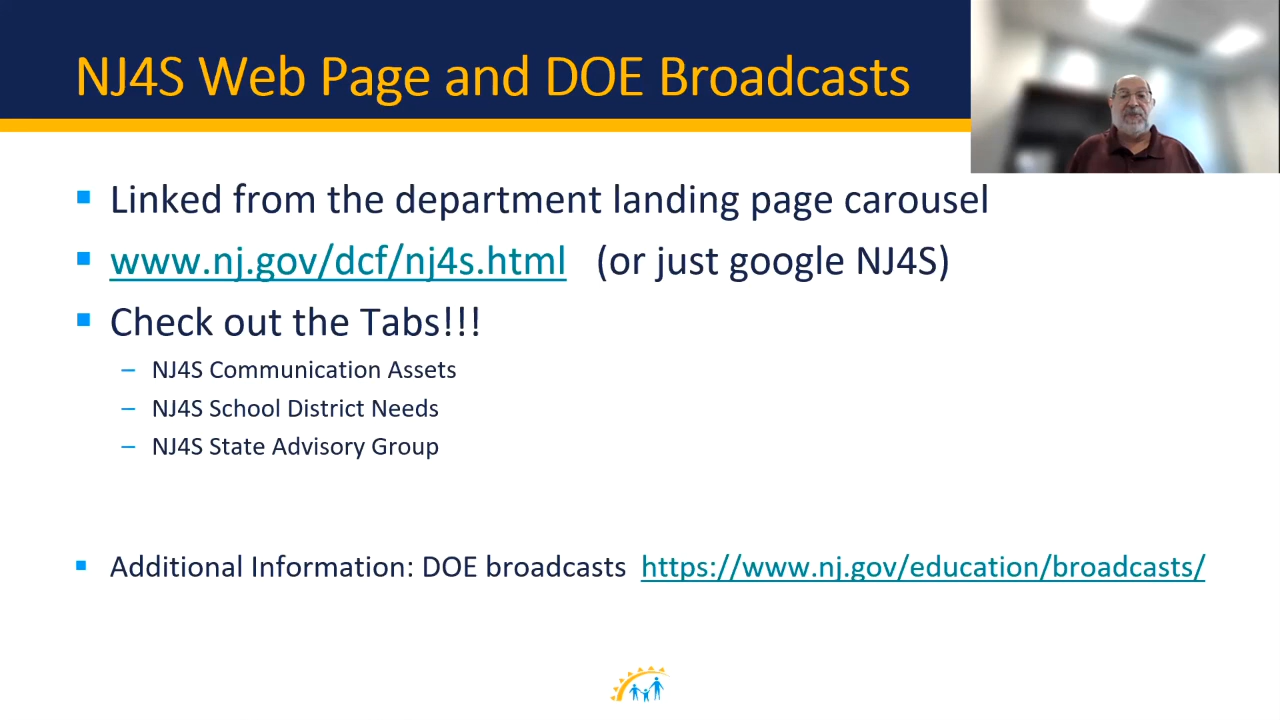 NJ4S Web Page and DOE Broadcasts
Linked from the department landing page carousel
www.nj.gov/dcf/nj4s.html (or just google NJ4S)
Check out the Tabs!!!
– NJ4S Communication Assets
– NJ4S School District Needs
– NJ4S State Advisory Group
Additional Information: DOE broadcasts https://www.nj.gov/education/broadcasts/